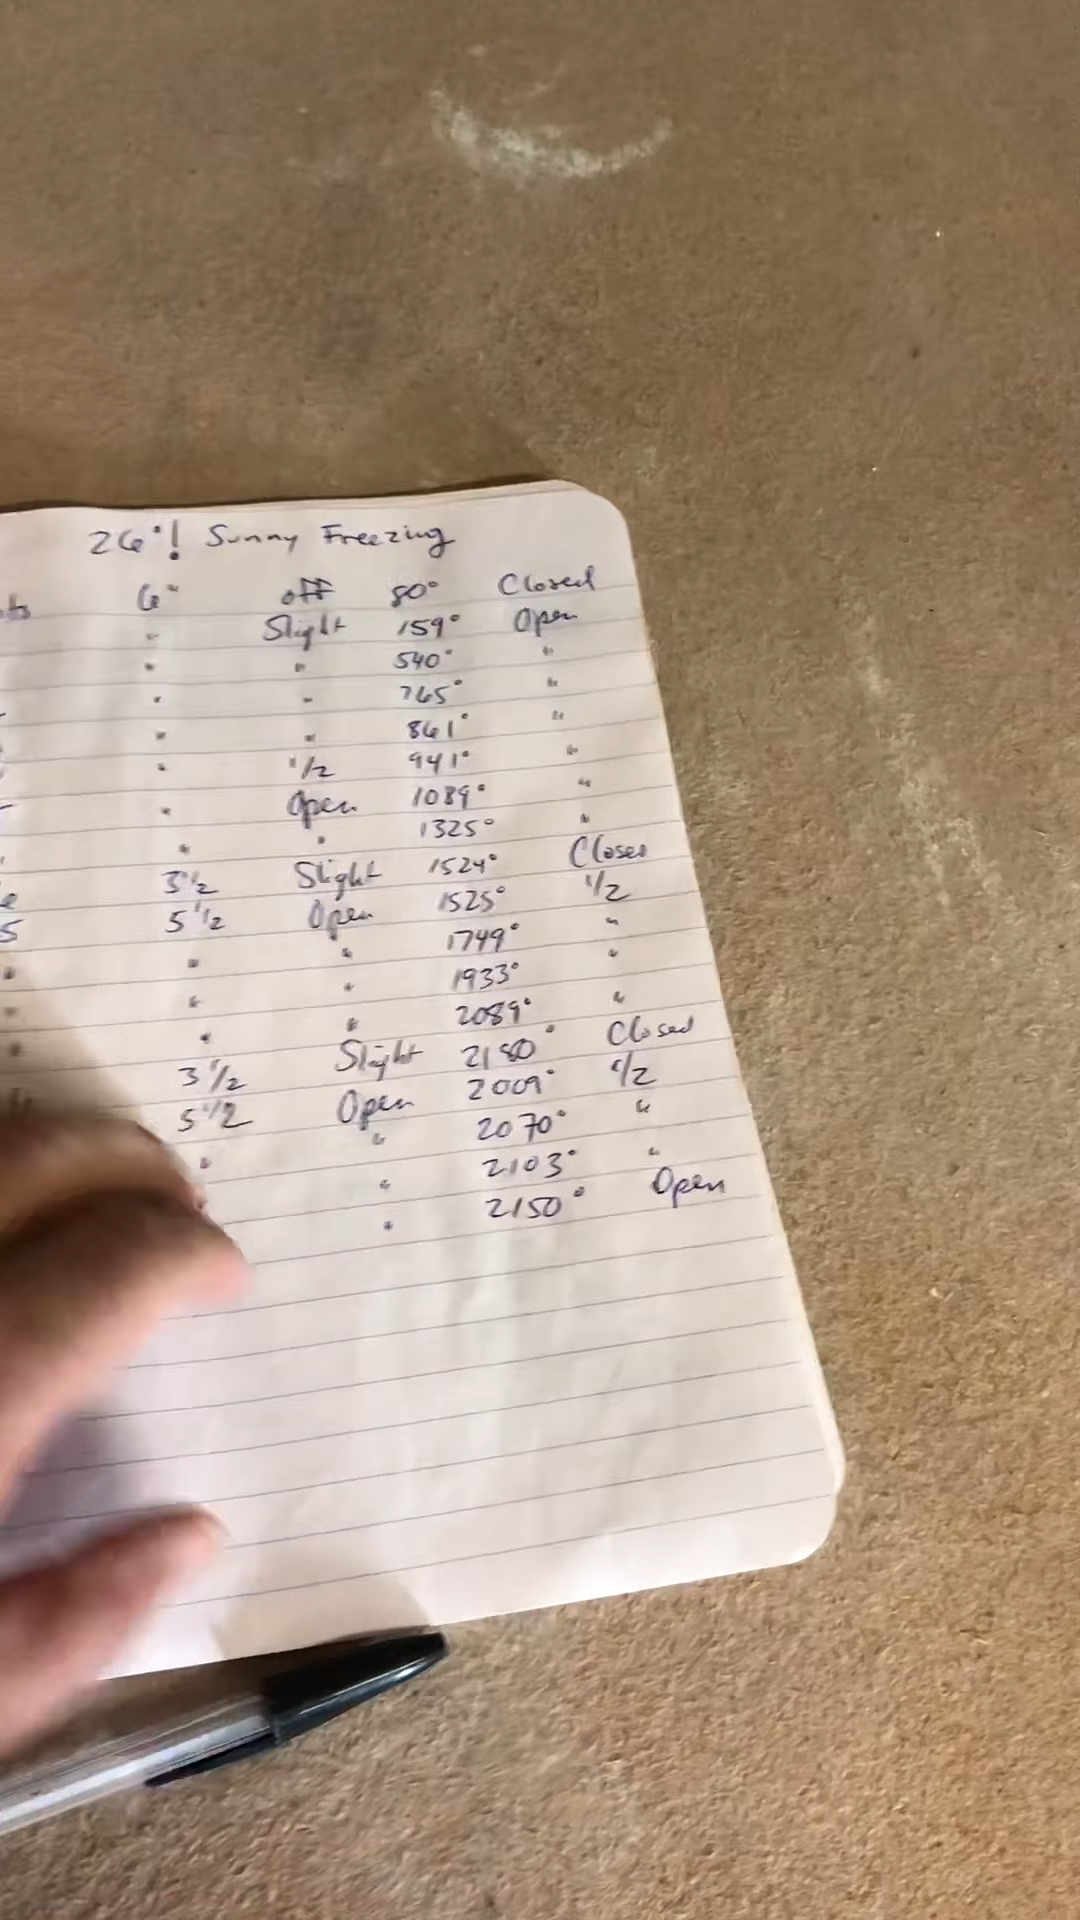 26°! Sunny Freezing
6" off 80° Closed
" Slight 159° Open
" " 540° "
" " 765° "
" " 861° "
" 1/2 941° "
" Open 1089° "
" " 1325° "
3 1/2 Slight 1524° Closed
5 1/2 Open 1525° 1/2
" " 1749° "
" " 1933° "
" " 2089° "
3 1/2 Slight 2180° Closed
5 1/2 Open 2009° 1/2
" " 2070° "
" " 2103° "
" 2150° Open